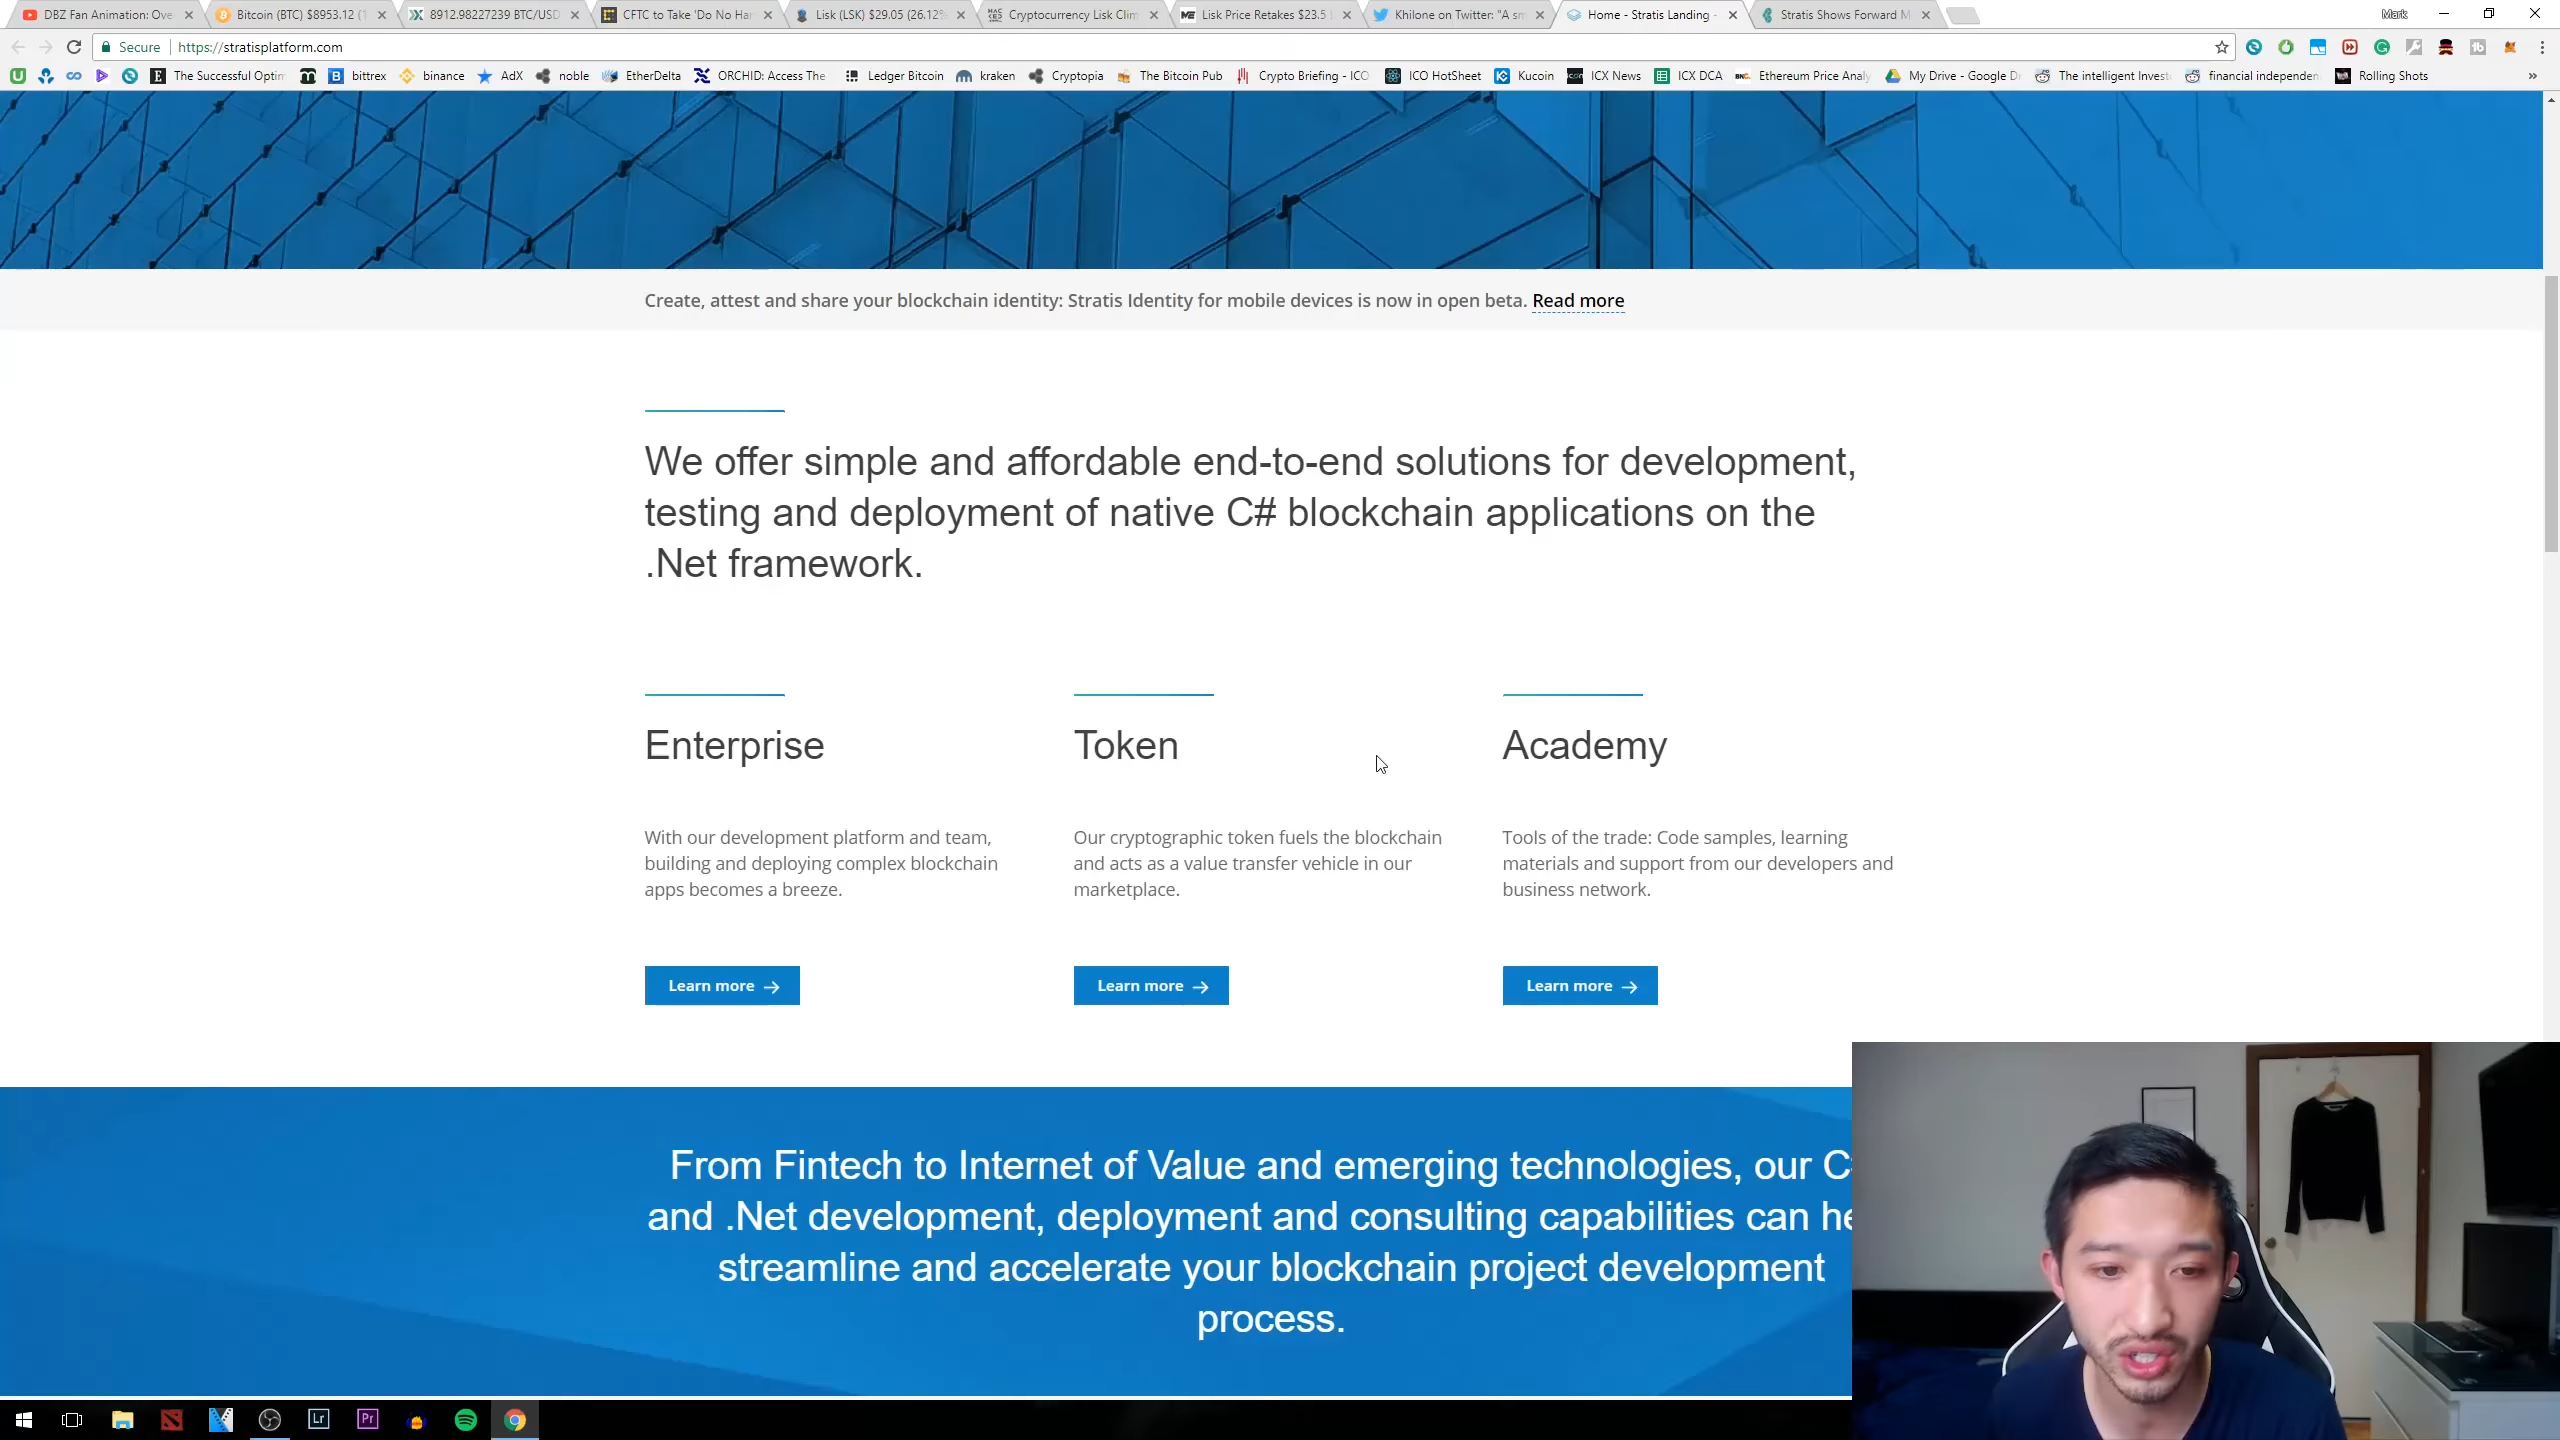 DBZ Fan Animation: Ove
Bitcoin (BTC) $8953.12 (1
8912.98227239 BTC/USD
CFTC to Take 'Do No Har
Lisk (LSK) $29.05 (26.12%
Cryptocurrency Lisk Clim
Lisk Price Retakes $23.5
Khilone on Twitter: "A sm
Home - Stratis Landing -
Stratis Shows Forward M
Mark
Secure
https://stratisplatform.com
The Successful Optim
bittrex
binance
AdX
noble
EtherDelta
ORCHID: Access The
Ledger Bitcoin
kraken
Cryptopia
The Bitcoin Pub
Crypto Briefing - ICO
ICO HotSheet
Kucoin
ICX News
ICX DCA
Ethereum Price Analy
My Drive - Google D
The intelligent Invest
financial independen
Rolling Shots
Create, attest and share your blockchain identity: Stratis Identity for mobile devices is now in open beta. Read more
We offer simple and affordable end-to-end solutions for development,
testing and deployment of native C# blockchain applications on the
.Net framework.
Enterprise
With our development platform and team,
building and deploying complex blockchain
apps becomes a breeze.
Learn more
Token
Our cryptographic token fuels the blockchain
and acts as a value transfer vehicle in our
marketplace.
Learn more
Academy
Tools of the trade: Code samples, learning
materials and support from our developers and
business network.
Learn more
From Fintech to Internet of Value and emerging technologies, our C
and .Net development, deployment and consulting capabilities can he
streamline and accelerate your blockchain project development
process.
Lr
Pr